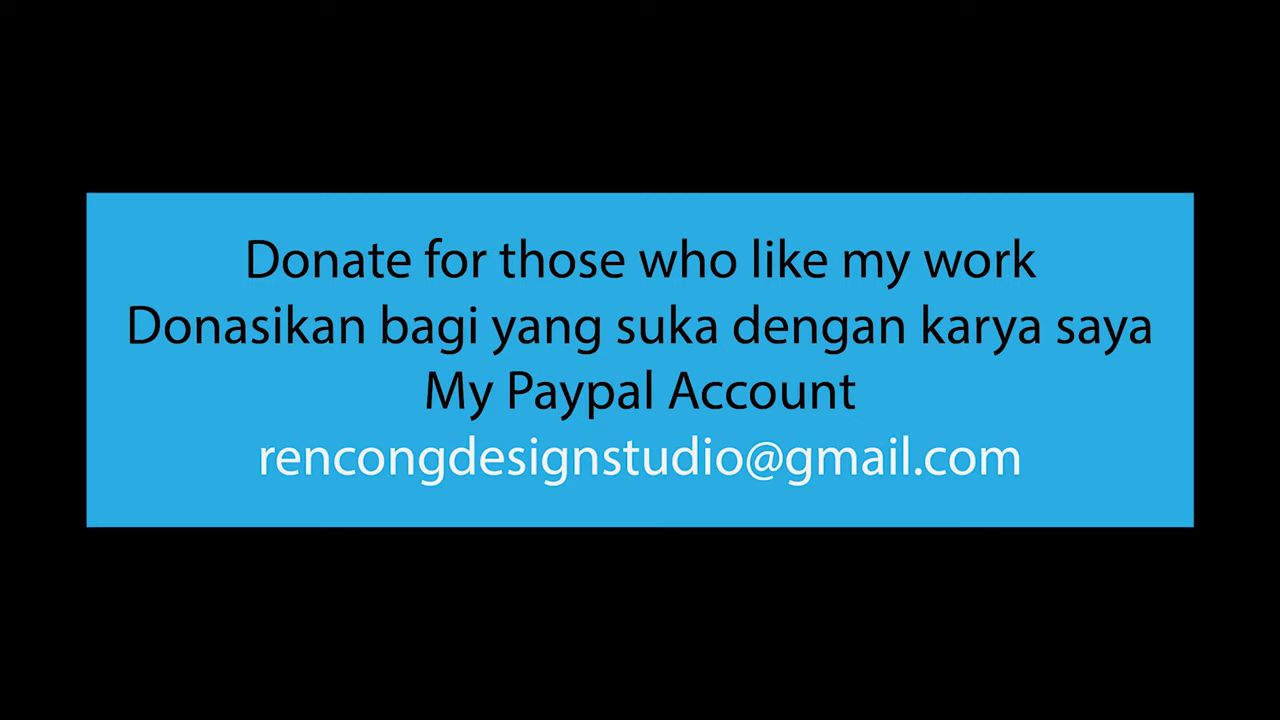 Donate for those who like my work
Donasikan bagi yang suka dengan karya saya
My Paypal Account
rencongdesignstudio@gmail.com